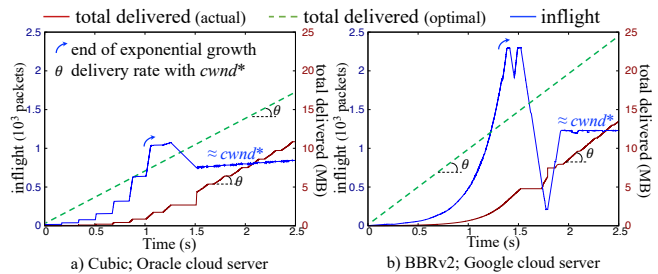 total delivered (actual) total delivered (optimal) inflight
end of exponential growth
θ delivery rate with cwnd*
θ
≈ cwnd*
θ
inflight (10³ packets)
2
1.5
1
0.5
0
25
20
15
10
5
0
total delivered (MB)
0 0.5 1 1.5 2 2.5
Time (s)
a) Cubic; Oracle cloud server
θ
≈ cwnd*
θ
inflight (10³ packets)
2.5
2
1.5
1
0.5
0
25
20
15
10
5
0
total delivered (MB)
0 0.5 1 1.5 2 2.5
Time (s)
b) BBRv2; Google cloud server